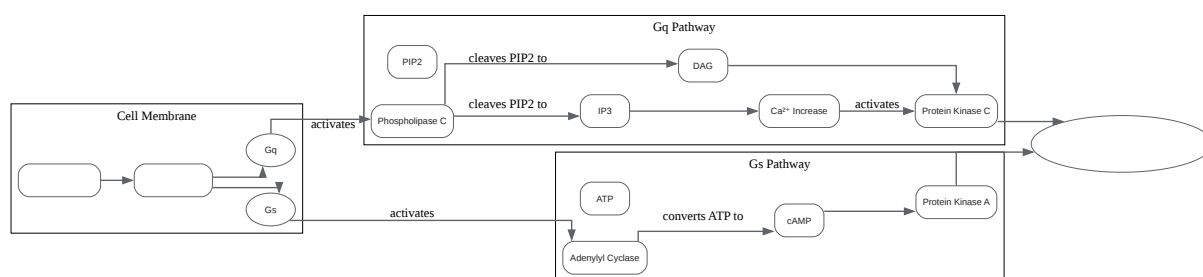 Gq Pathway
PIP2
cleaves PIP2 to
DAG
Cell Membrane
activates
Phospholipase C
cleaves PIP2 to
IP3
Ca²⁺ Increase
activates
Protein Kinase C
Gq
Gs
Gs Pathway
activates
ATP
Adenylyl Cyclase
converts ATP to
cAMP
Protein Kinase A